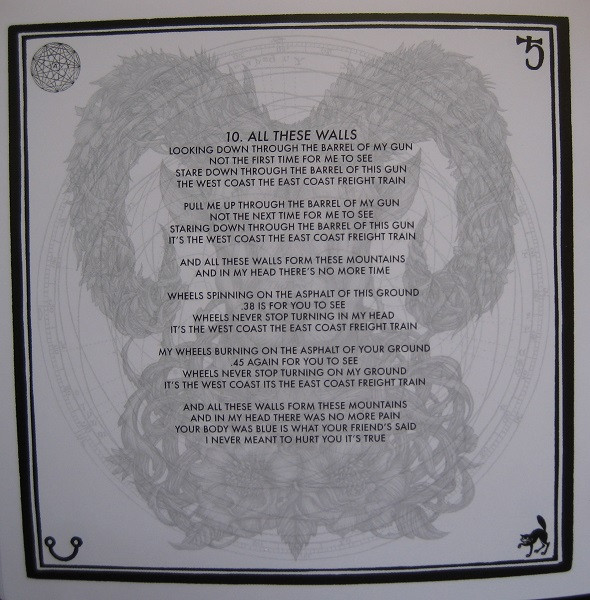 10. ALL THESE WALLS
LOOKING DOWN THROUGH THE BARREL OF MY GUN
NOT THE FIRST TIME FOR ME TO SEE
STARE DOWN THROUGH THE BARREL OF THIS GUN
THE WEST COAST THE EAST COAST FREIGHT TRAIN
PULL ME UP THROUGH THE BARREL OF MY GUN
NOT THE NEXT TIME FOR ME TO SEE
STARING DOWN THROUGH THE BARREL OF THIS GUN
IT'S THE WEST COAST THE EAST COAST FREIGHT TRAIN
AND ALL THESE WALLS FORM THESE MOUNTAINS
AND IN MY HEAD THERE'S NO MORE TIME
WHEELS SPINNING ON THE ASPHALT OF THIS GROUND
.38 IS FOR YOU TO SEE
WHEELS NEVER STOP TURNING IN MY HEAD
IT'S THE WEST COAST THE EAST COAST FREIGHT TRAIN
MY WHEELS BURNING ON THE ASPHALT OF YOUR GROUND
.45 AGAIN FOR YOU TO SEE
WHEELS NEVER STOP TURNING ON MY GROUND
IT'S THE WEST COAST ITS THE EAST COAST FREIGHT TRAIN
AND ALL THESE WALLS FORM THESE MOUNTAINS
AND IN MY HEAD THERE WAS NO MORE PAIN
YOUR BODY WAS BLUE IS WHAT YOUR FRIEND'S SAID
I NEVER MEANT TO HURT YOU IT'S TRUE